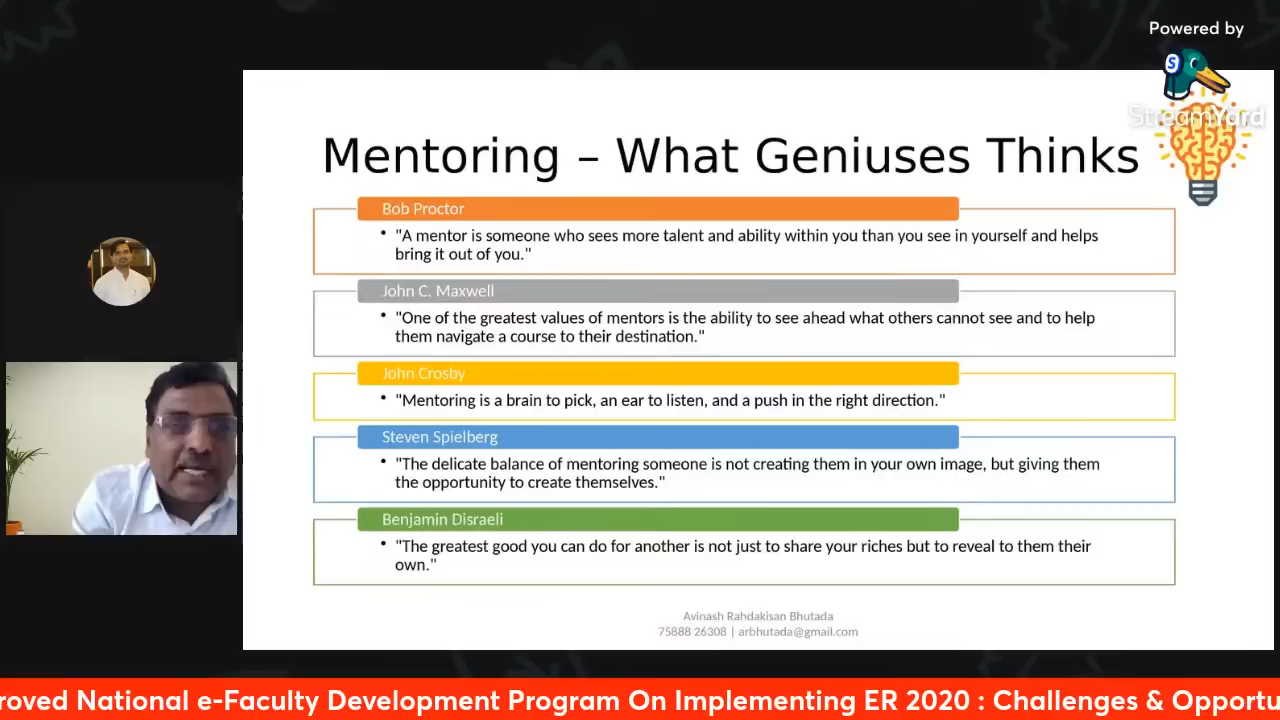 Powered by
StreamYard
Mentoring – What Geniuses Thinks
Bob Proctor
• "A mentor is someone who sees more talent and ability within you than you see in yourself and helps
bring it out of you."
John C. Maxwell
• "One of the greatest values of mentors is the ability to see ahead what others cannot see and to help
them navigate a course to their destination."
John Crosby
• "Mentoring is a brain to pick, an ear to listen, and a push in the right direction."
Steven Spielberg
• "The delicate balance of mentoring someone is not creating them in your own image, but giving them
the opportunity to create themselves."
Benjamin Disraeli
• "The greatest good you can do for another is not just to share your riches but to reveal to them their
own."
Avinash Rahdakisan Bhutada
75888 26308 | arbhutada@gmail.com
roved National e-Faculty Development Program On Implementing ER 2020 : Challenges & Opportu